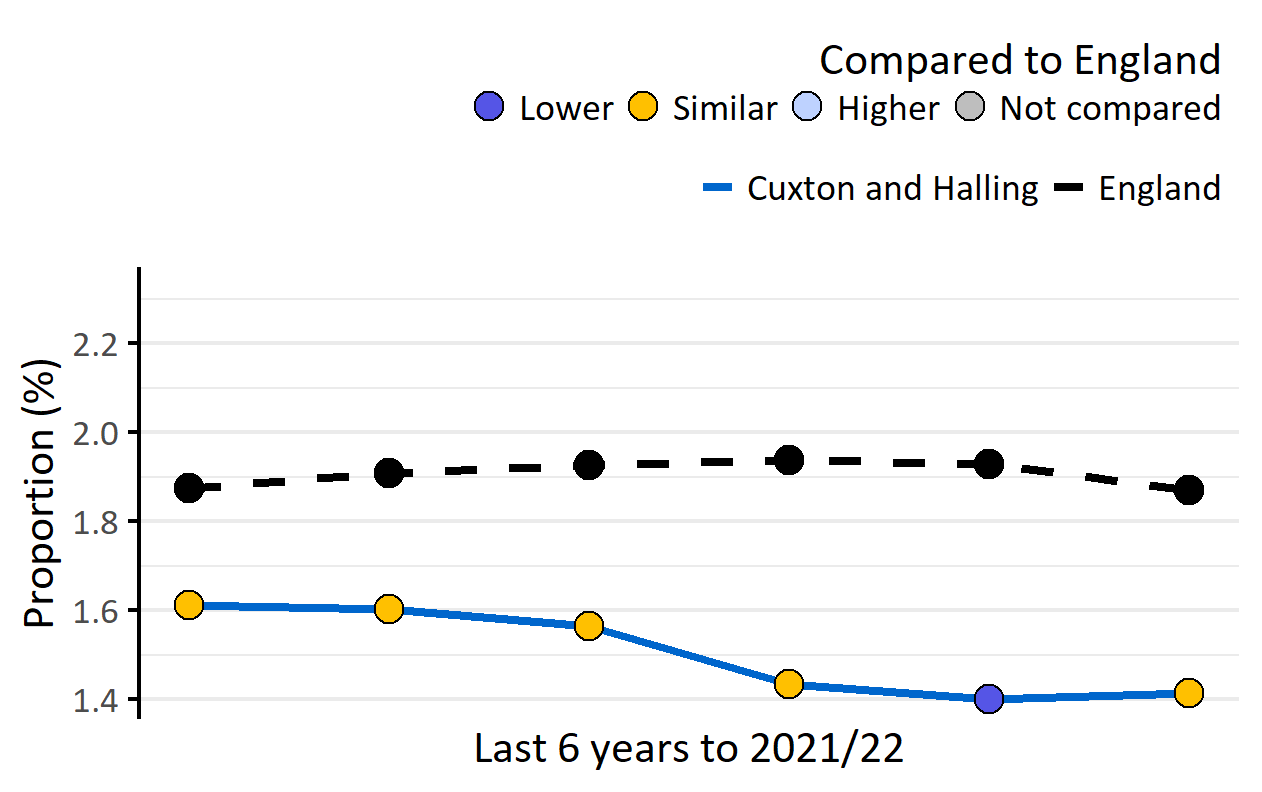 Compared to England
Lower Similar Higher Not compared
Cuxton and Halling England
Proportion (%)
2.2
2.0
1.8
1.6
1.4
Last 6 years to 2021/22